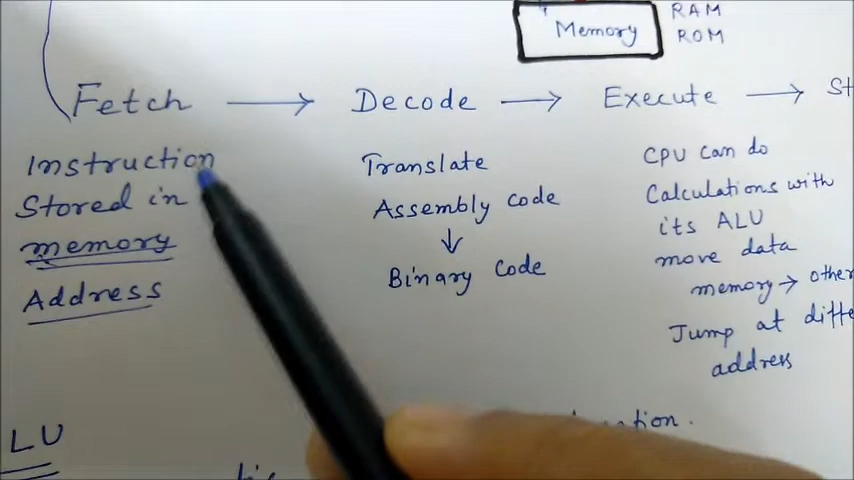 Memory
RAM
ROM
Fetch → Decode → Execute →
Instruction
Stored in
memory
Address
Translate
Assembly code
↓
Binary code
CPU can do
Calculations with
its ALU
move data
memory → other
Jump at
address
LU